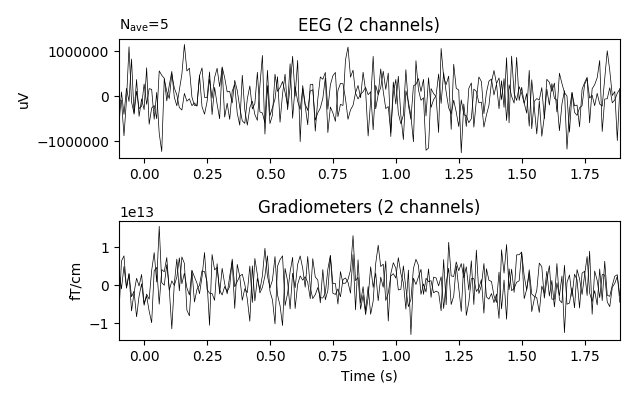 Nave=5
EEG (2 channels)
1000000
0
−1000000
uV
0.00 0.25 0.50 0.75 1.00 1.25 1.50 1.75
1e13
Gradiometers (2 channels)
1
0
−1
fT/cm
0.00 0.25 0.50 0.75 1.00 1.25 1.50 1.75
Time (s)